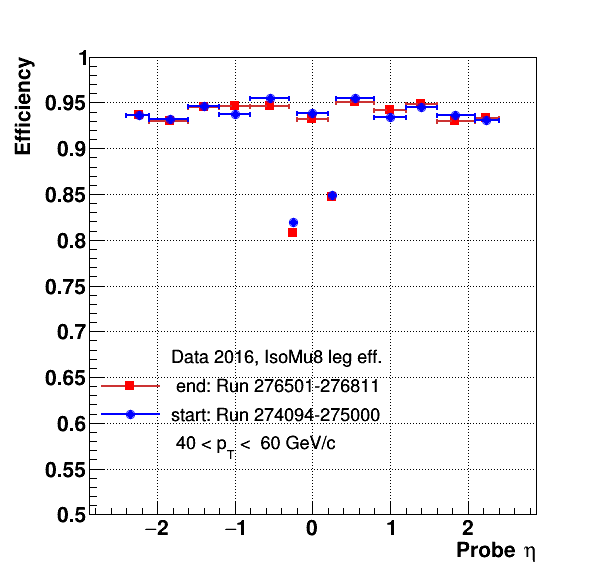 Efficiency
1
0.95
0.9
0.85
0.8
0.75
0.7
0.65
0.6
0.55
0.5
Data 2016, IsoMu8 leg eff.
end: Run 276501-276811
start: Run 274094-275000
40 < p_T < 60 GeV/c
−2 −1 0 1 2
Probe η